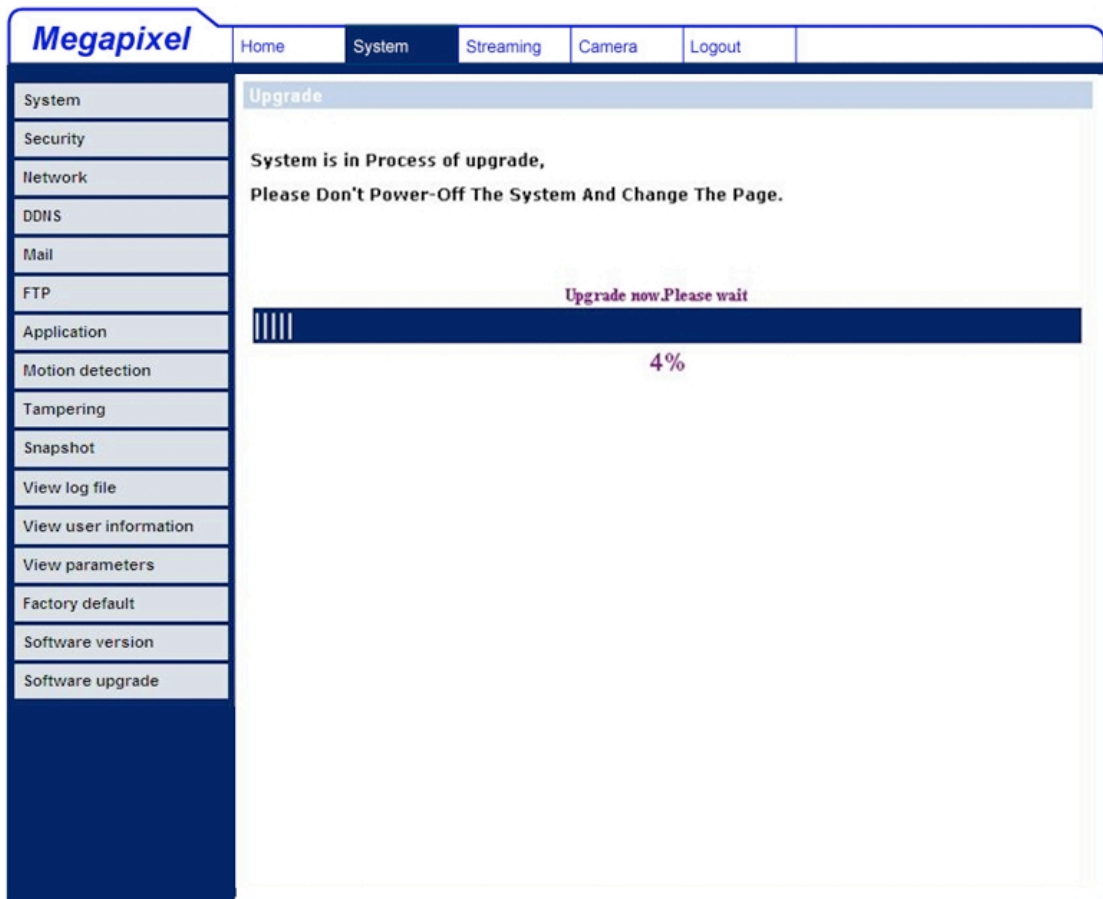 Megapixel
Home System Streaming Camera Logout
System
Security
Network
DDNS
Mail
FTP
Application
Motion detection
Tampering
Snapshot
View log file
View user information
View parameters
Factory default
Software version
Software upgrade
Upgrade
System is in Process of upgrade,
Please Don't Power-Off The System And Change The Page.
Upgrade now.Please wait
4%